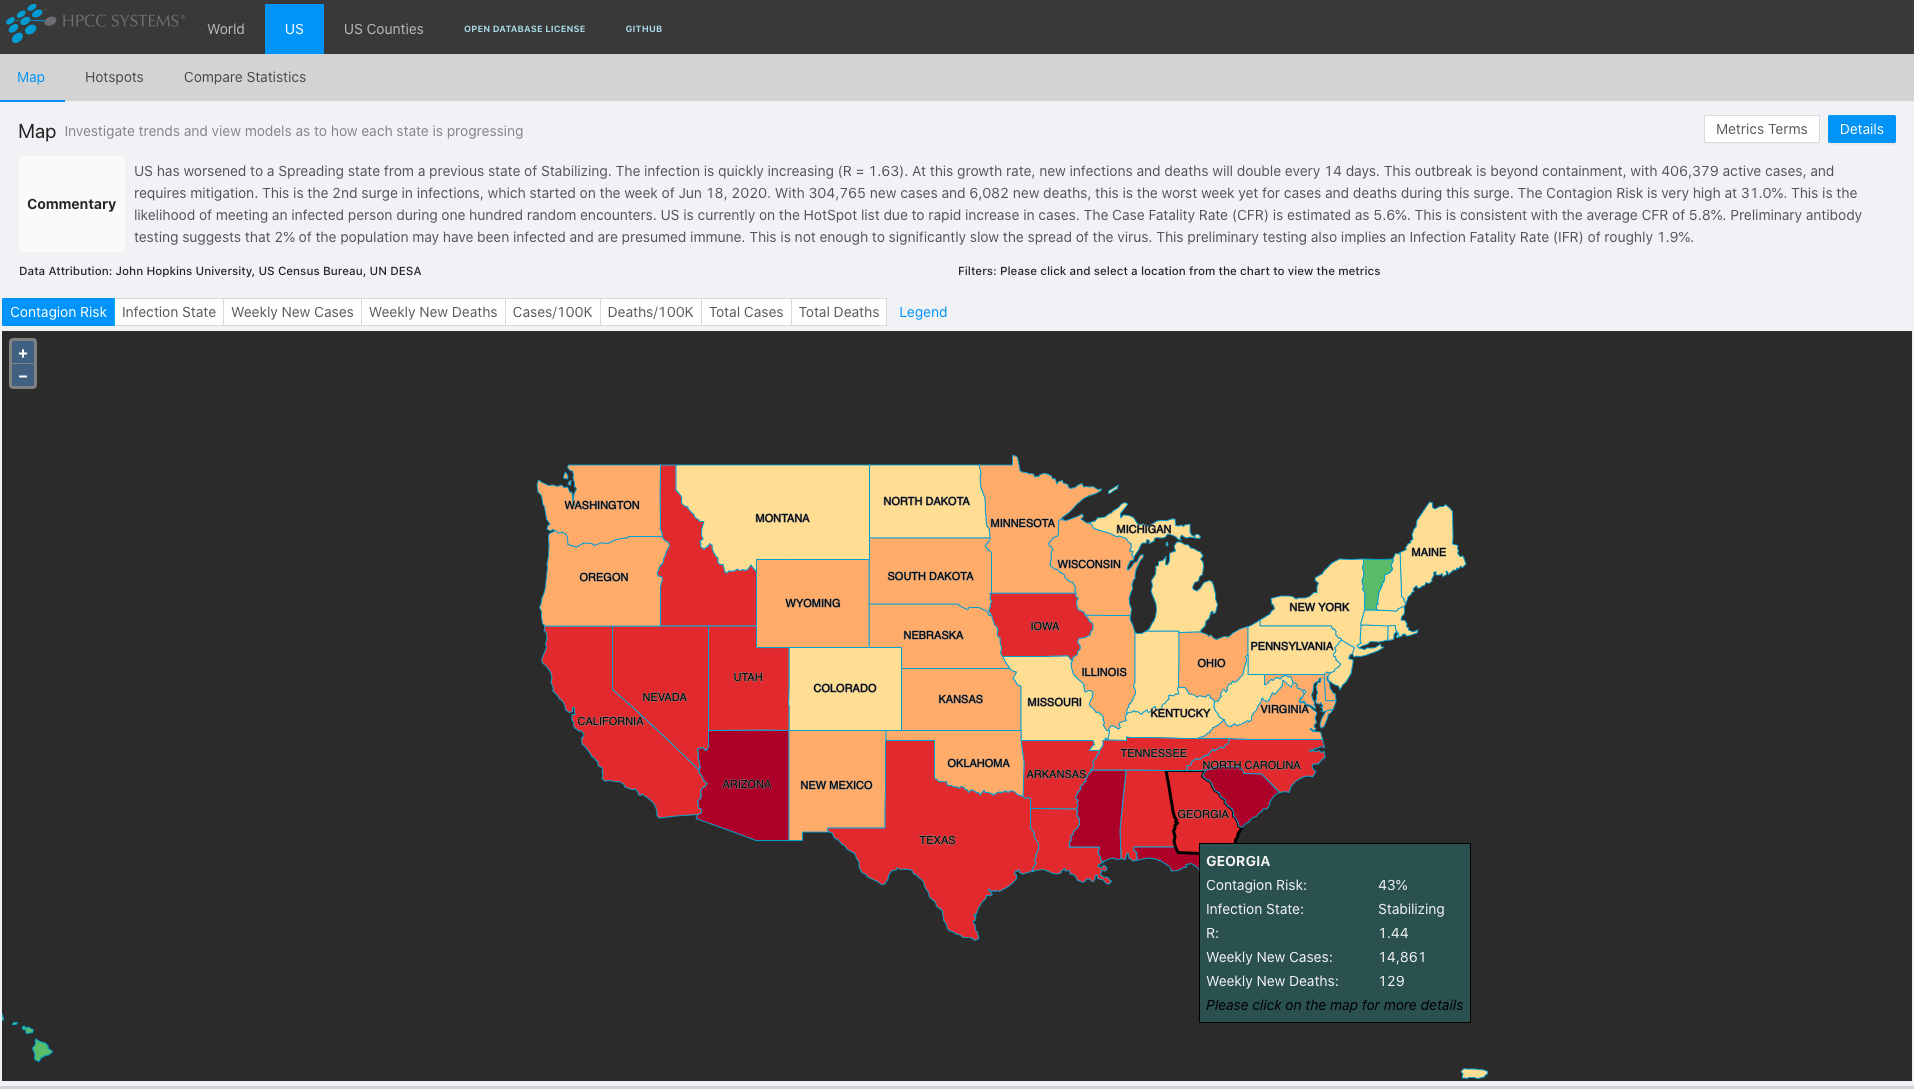 HPCC SYSTEMS®
World
US
US Counties
OPEN DATABASE LICENSE
GITHUB
Map
Hotspots
Compare Statistics
Map
Investigate trends and view models as to how each state is progressing
Metrics Terms
Details
Commentary
US has worsened to a Spreading state from a previous state of Stabilizing. The infection is quickly increasing (R = 1.63). At this growth rate, new infections and deaths will double every 14 days. This outbreak is beyond containment, with 406,379 active cases, and
requires mitigation. This is the 2nd surge in infections, which started on the week of Jun 18, 2020. With 304,765 new cases and 6,082 new deaths, this is the worst week yet for cases and deaths during this surge. The Contagion Risk is very high at 31.0%. This is the
likelihood of meeting an infected person during one hundred random encounters. US is currently on the HotSpot list due to rapid increase in cases. The Case Fatality Rate (CFR) is estimated as 5.6%. This is consistent with the average CFR of 5.8%. Preliminary antibody
testing suggests that 2% of the population may have been infected and are presumed immune. This is not enough to significantly slow the spread of the virus. This preliminary testing also implies an Infection Fatality Rate (IFR) of roughly 1.9%.
Data Attribution: John Hopkins University, US Census Bureau, UN DESA
Filters: Please click and select a location from the chart to view the metrics
Contagion Risk
Infection State
Weekly New Cases
Weekly New Deaths
Cases/100K
Deaths/100K
Total Cases
Total Deaths
Legend
+
−
WASHINGTON
MONTANA
NORTH DAKOTA
MINNESOTA
MICHIGAN
MAINE
OREGON
SOUTH DAKOTA
WISCONSIN
WYOMING
NEW YORK
IOWA
NEBRASKA
PENNSYLVANIA
OHIO
UTAH
COLORADO
ILLINOIS
NEVADA
KANSAS
MISSOURI
KENTUCKY
VIRGINIA
CALIFORNIA
TENNESSEE
OKLAHOMA
NORTH CAROLINA
ARKANSAS
ARIZONA
NEW MEXICO
GEORGIA
TEXAS
GEORGIA
Contagion Risk: 43%
Infection State: Stabilizing
R: 1.44
Weekly New Cases: 14,861
Weekly New Deaths: 129
Please click on the map for more details